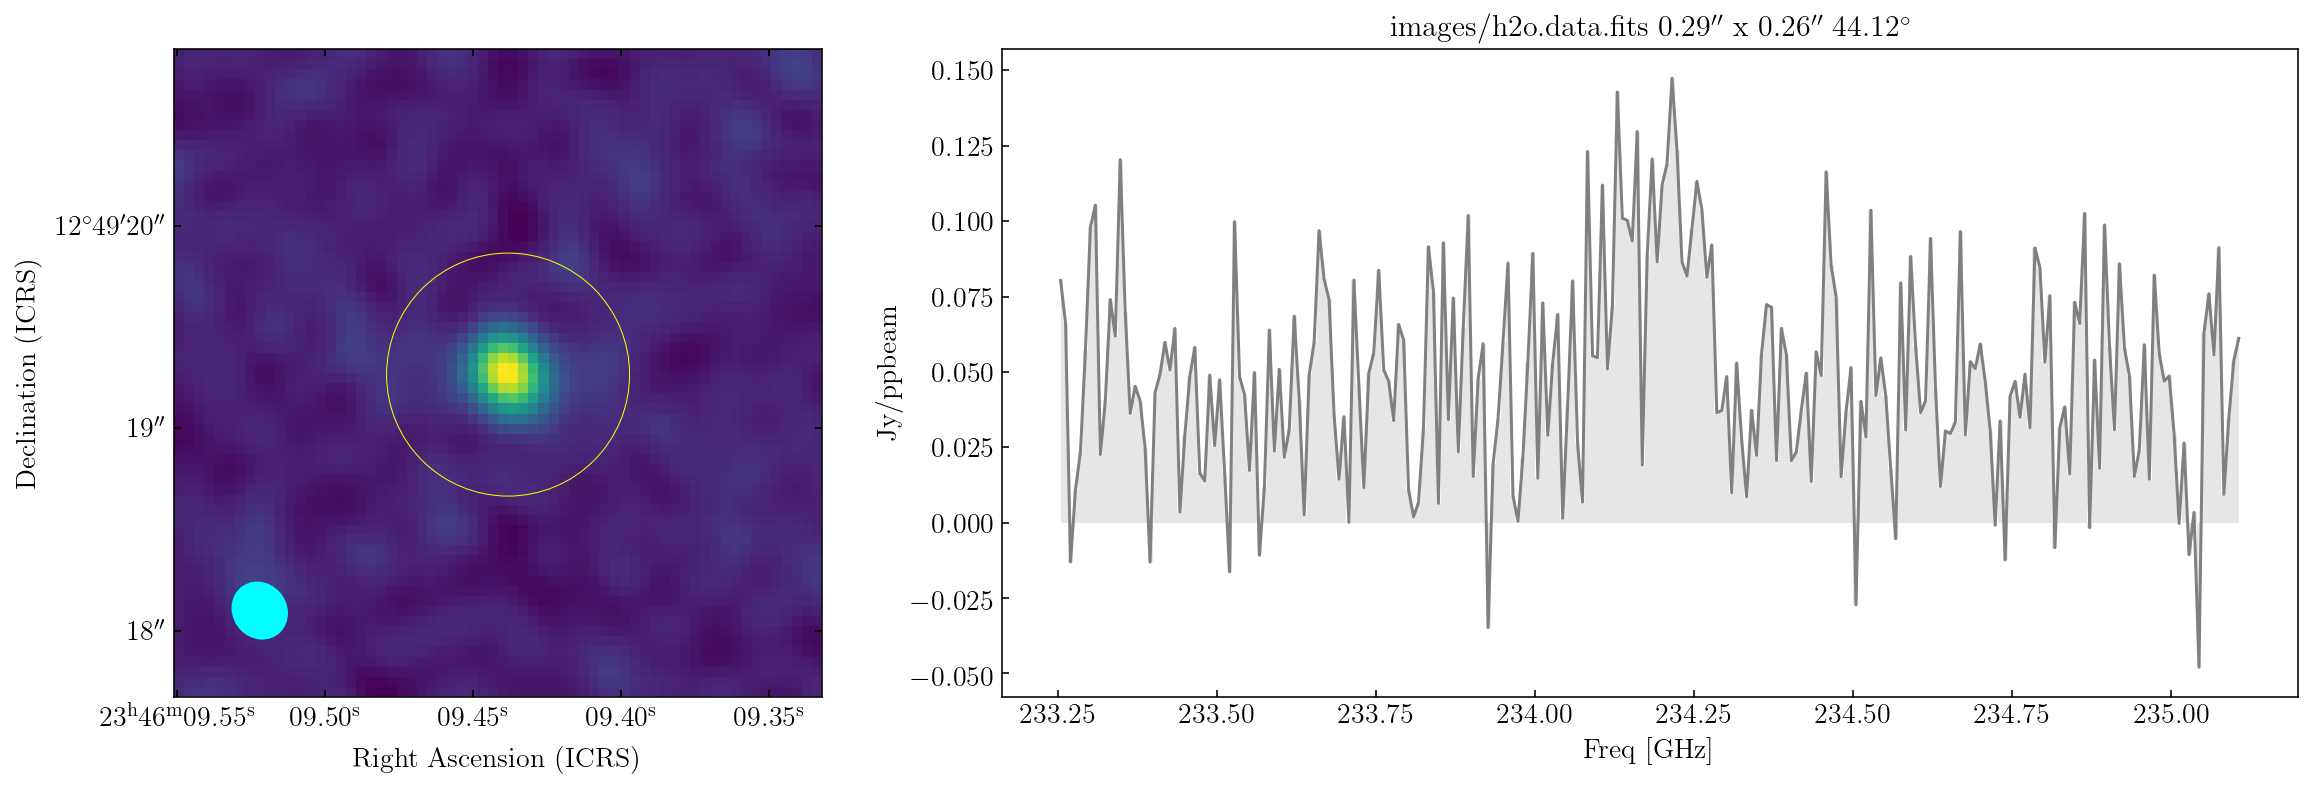 images/h2o.data.fits 0.29″ x 0.26″ 44.12°
Declination (ICRS)
12°49′20″
19″
18″
23ʰ46ᵐ09.55ˢ 09.50ˢ 09.45ˢ 09.40ˢ 09.35ˢ
Right Ascension (ICRS)
Jy/ppbeam
0.150
0.125
0.100
0.075
0.050
0.025
0.000
−0.025
−0.050
233.25 233.50 233.75 234.00 234.25 234.50 234.75 235.00
Freq [GHz]